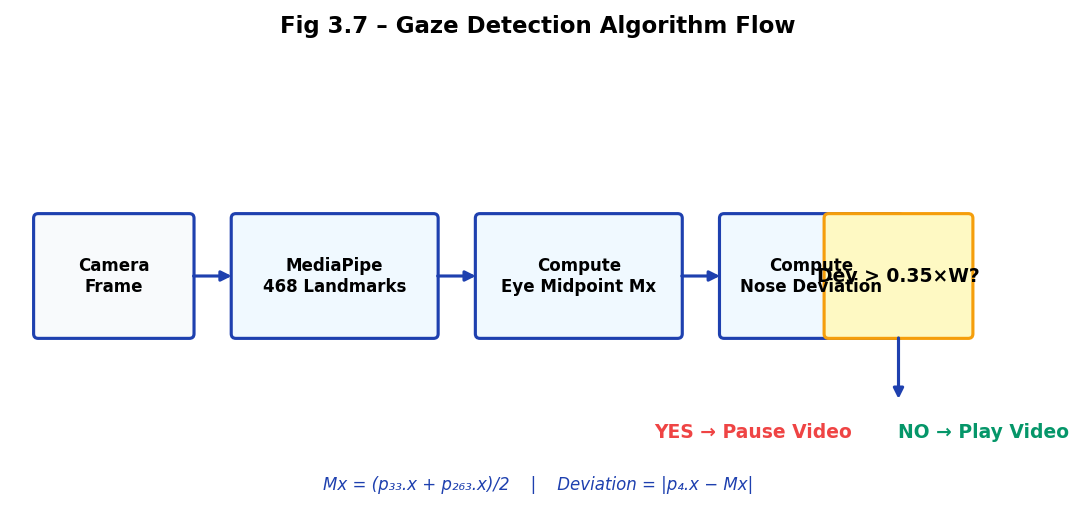 Fig 3.7 – Gaze Detection Algorithm Flow
Camera
Frame
MediaPipe
468 Landmarks
Compute
Eye Midpoint Mx
Compute
Nose Deviation
Dev > 0.35×W?
YES → Pause Video
NO → Play Video
Mx = (p₃₃.x + p₂₆₃.x)/2 | Deviation = |p₄.x − Mx|